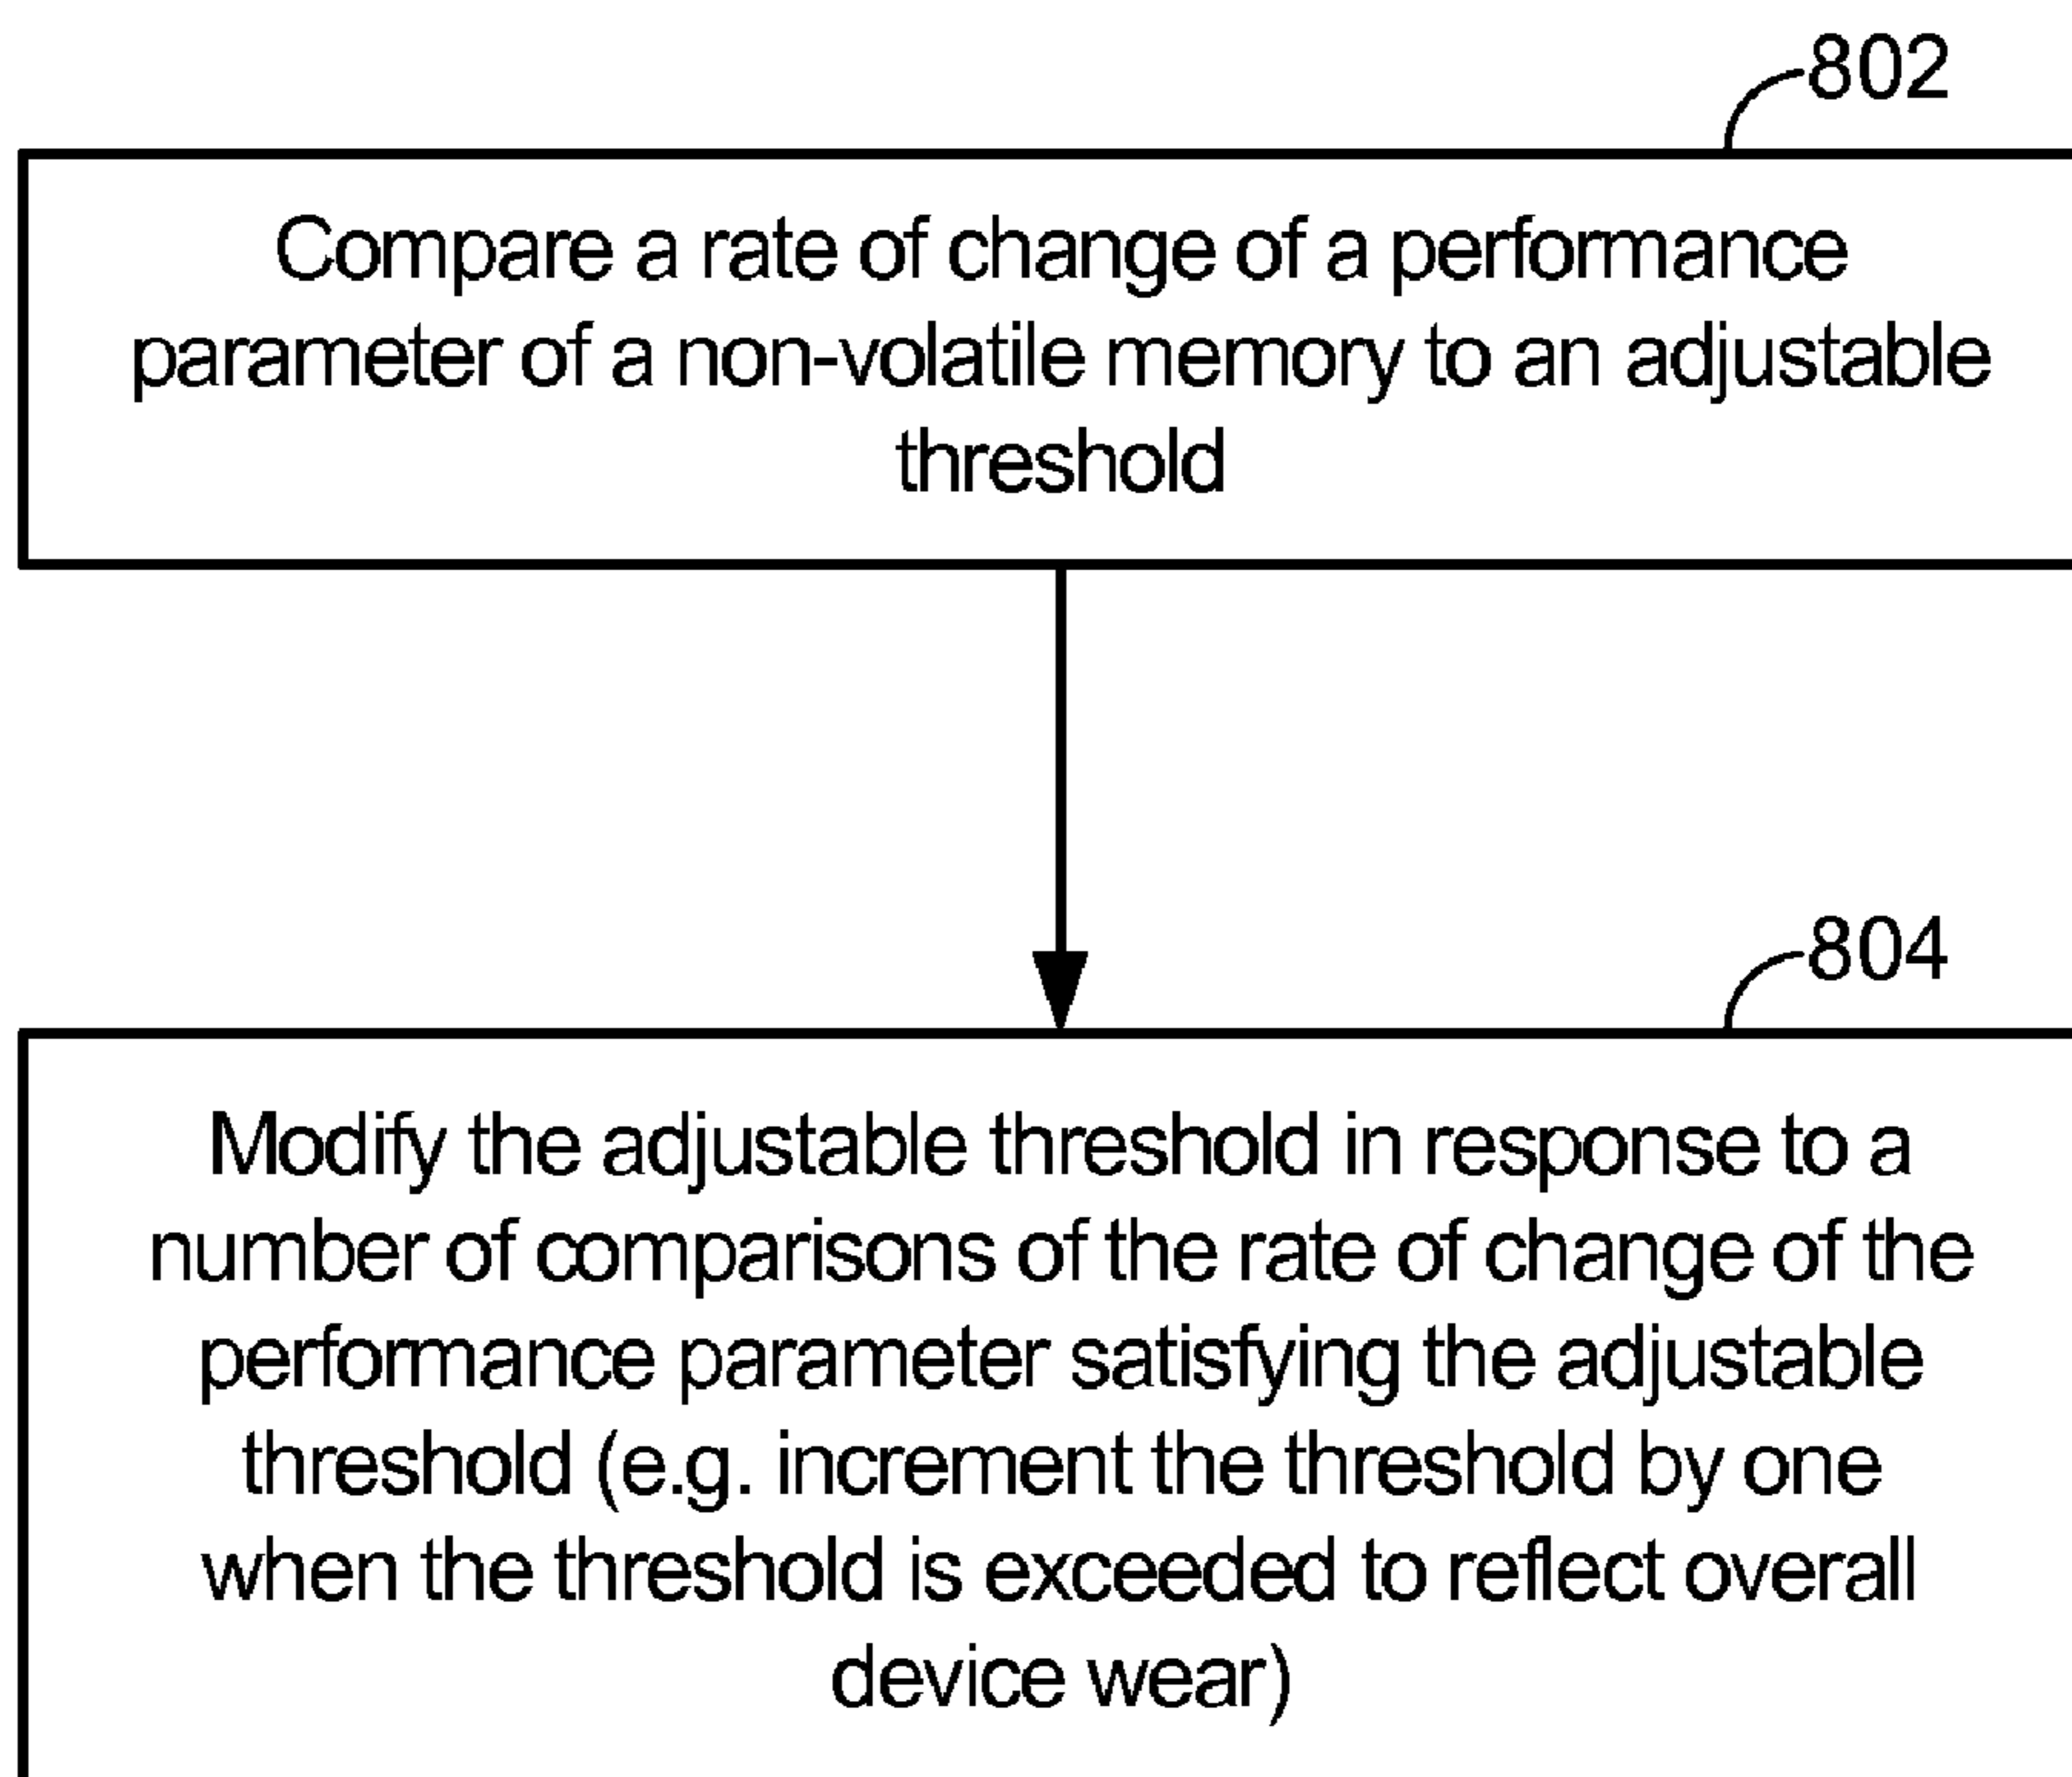 802
Compare a rate of change of a performance
parameter of a non-volatile memory to an adjustable
threshold
804
Modify the adjustable threshold in response to a
number of comparisons of the rate of change of the
performance parameter satisfying the adjustable
threshold (e.g. increment the threshold by one
when the threshold is exceeded to reflect overall
device wear)